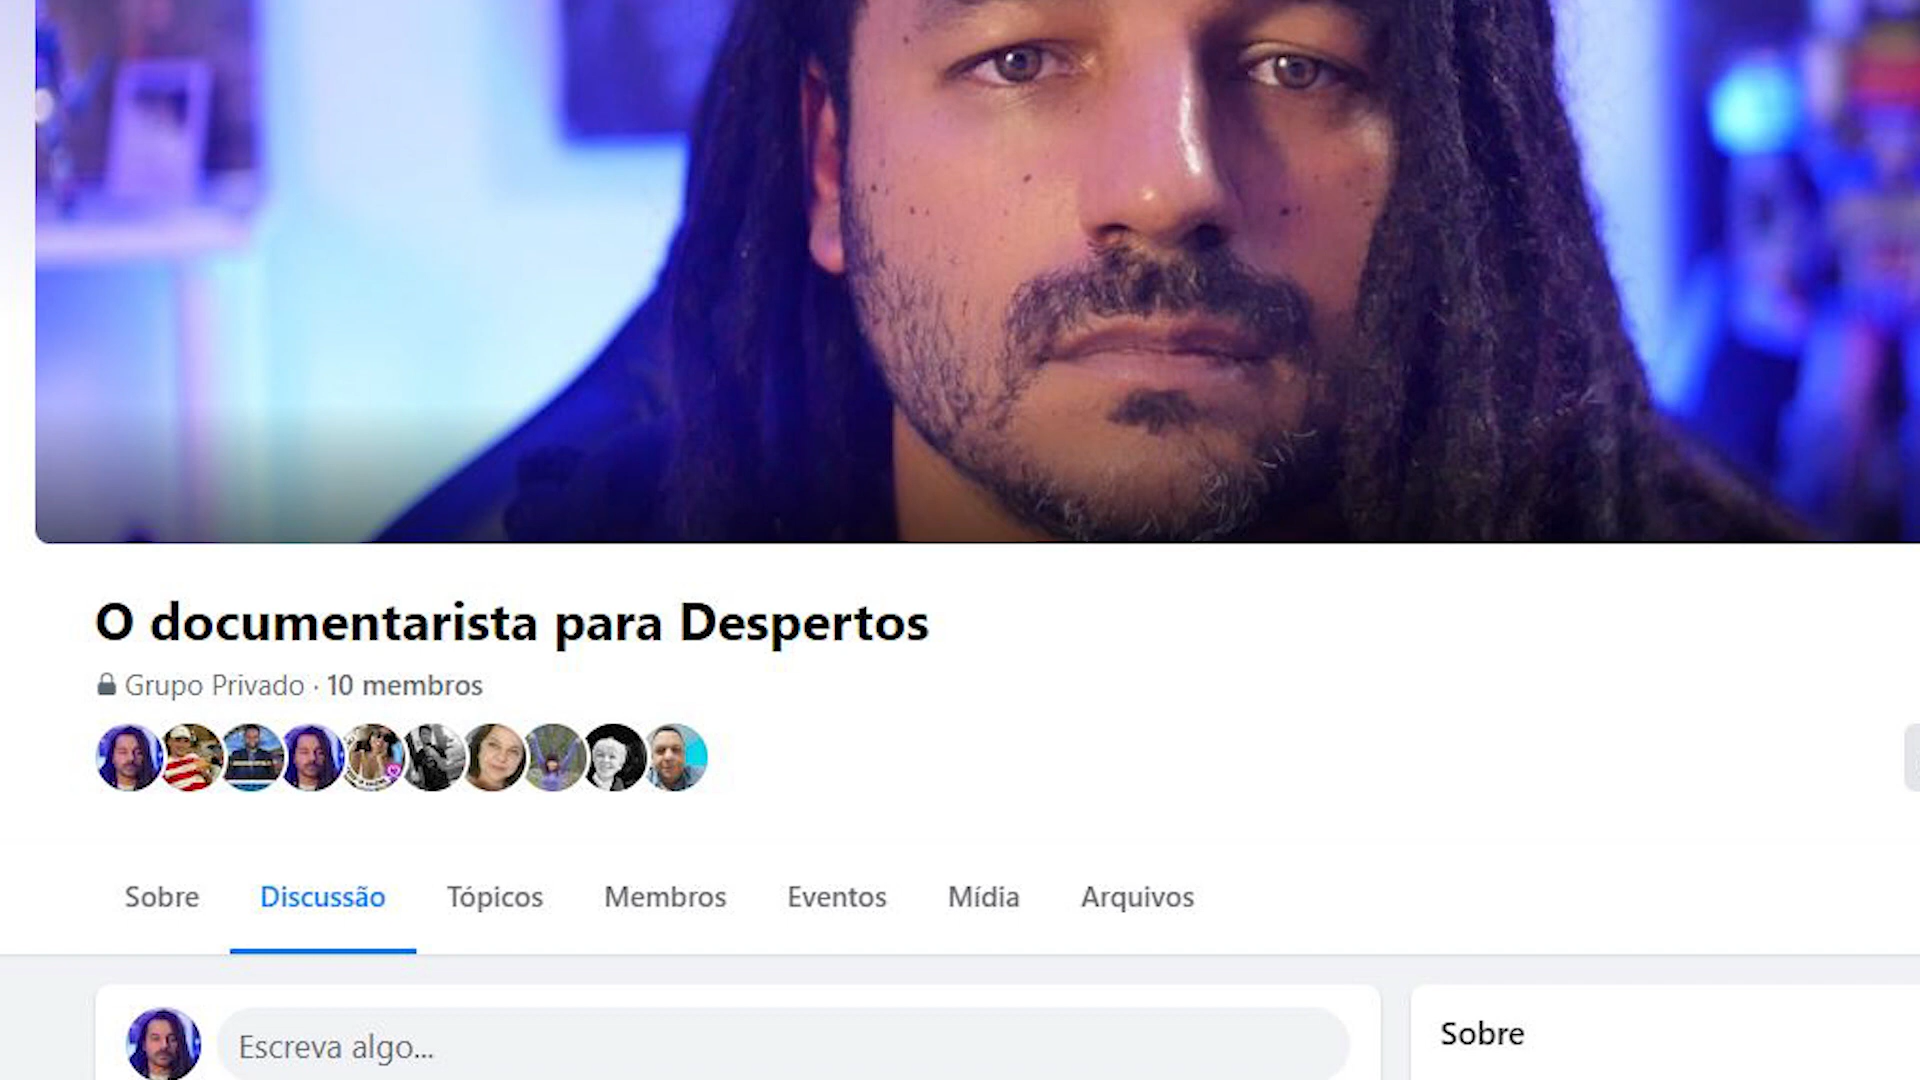 O documentarista para Despertos
Grupo Privado · 10 membros
Sobre
Discussão
Tópicos
Membros
Eventos
Mídia
Arquivos
Escreva algo...
Sobre